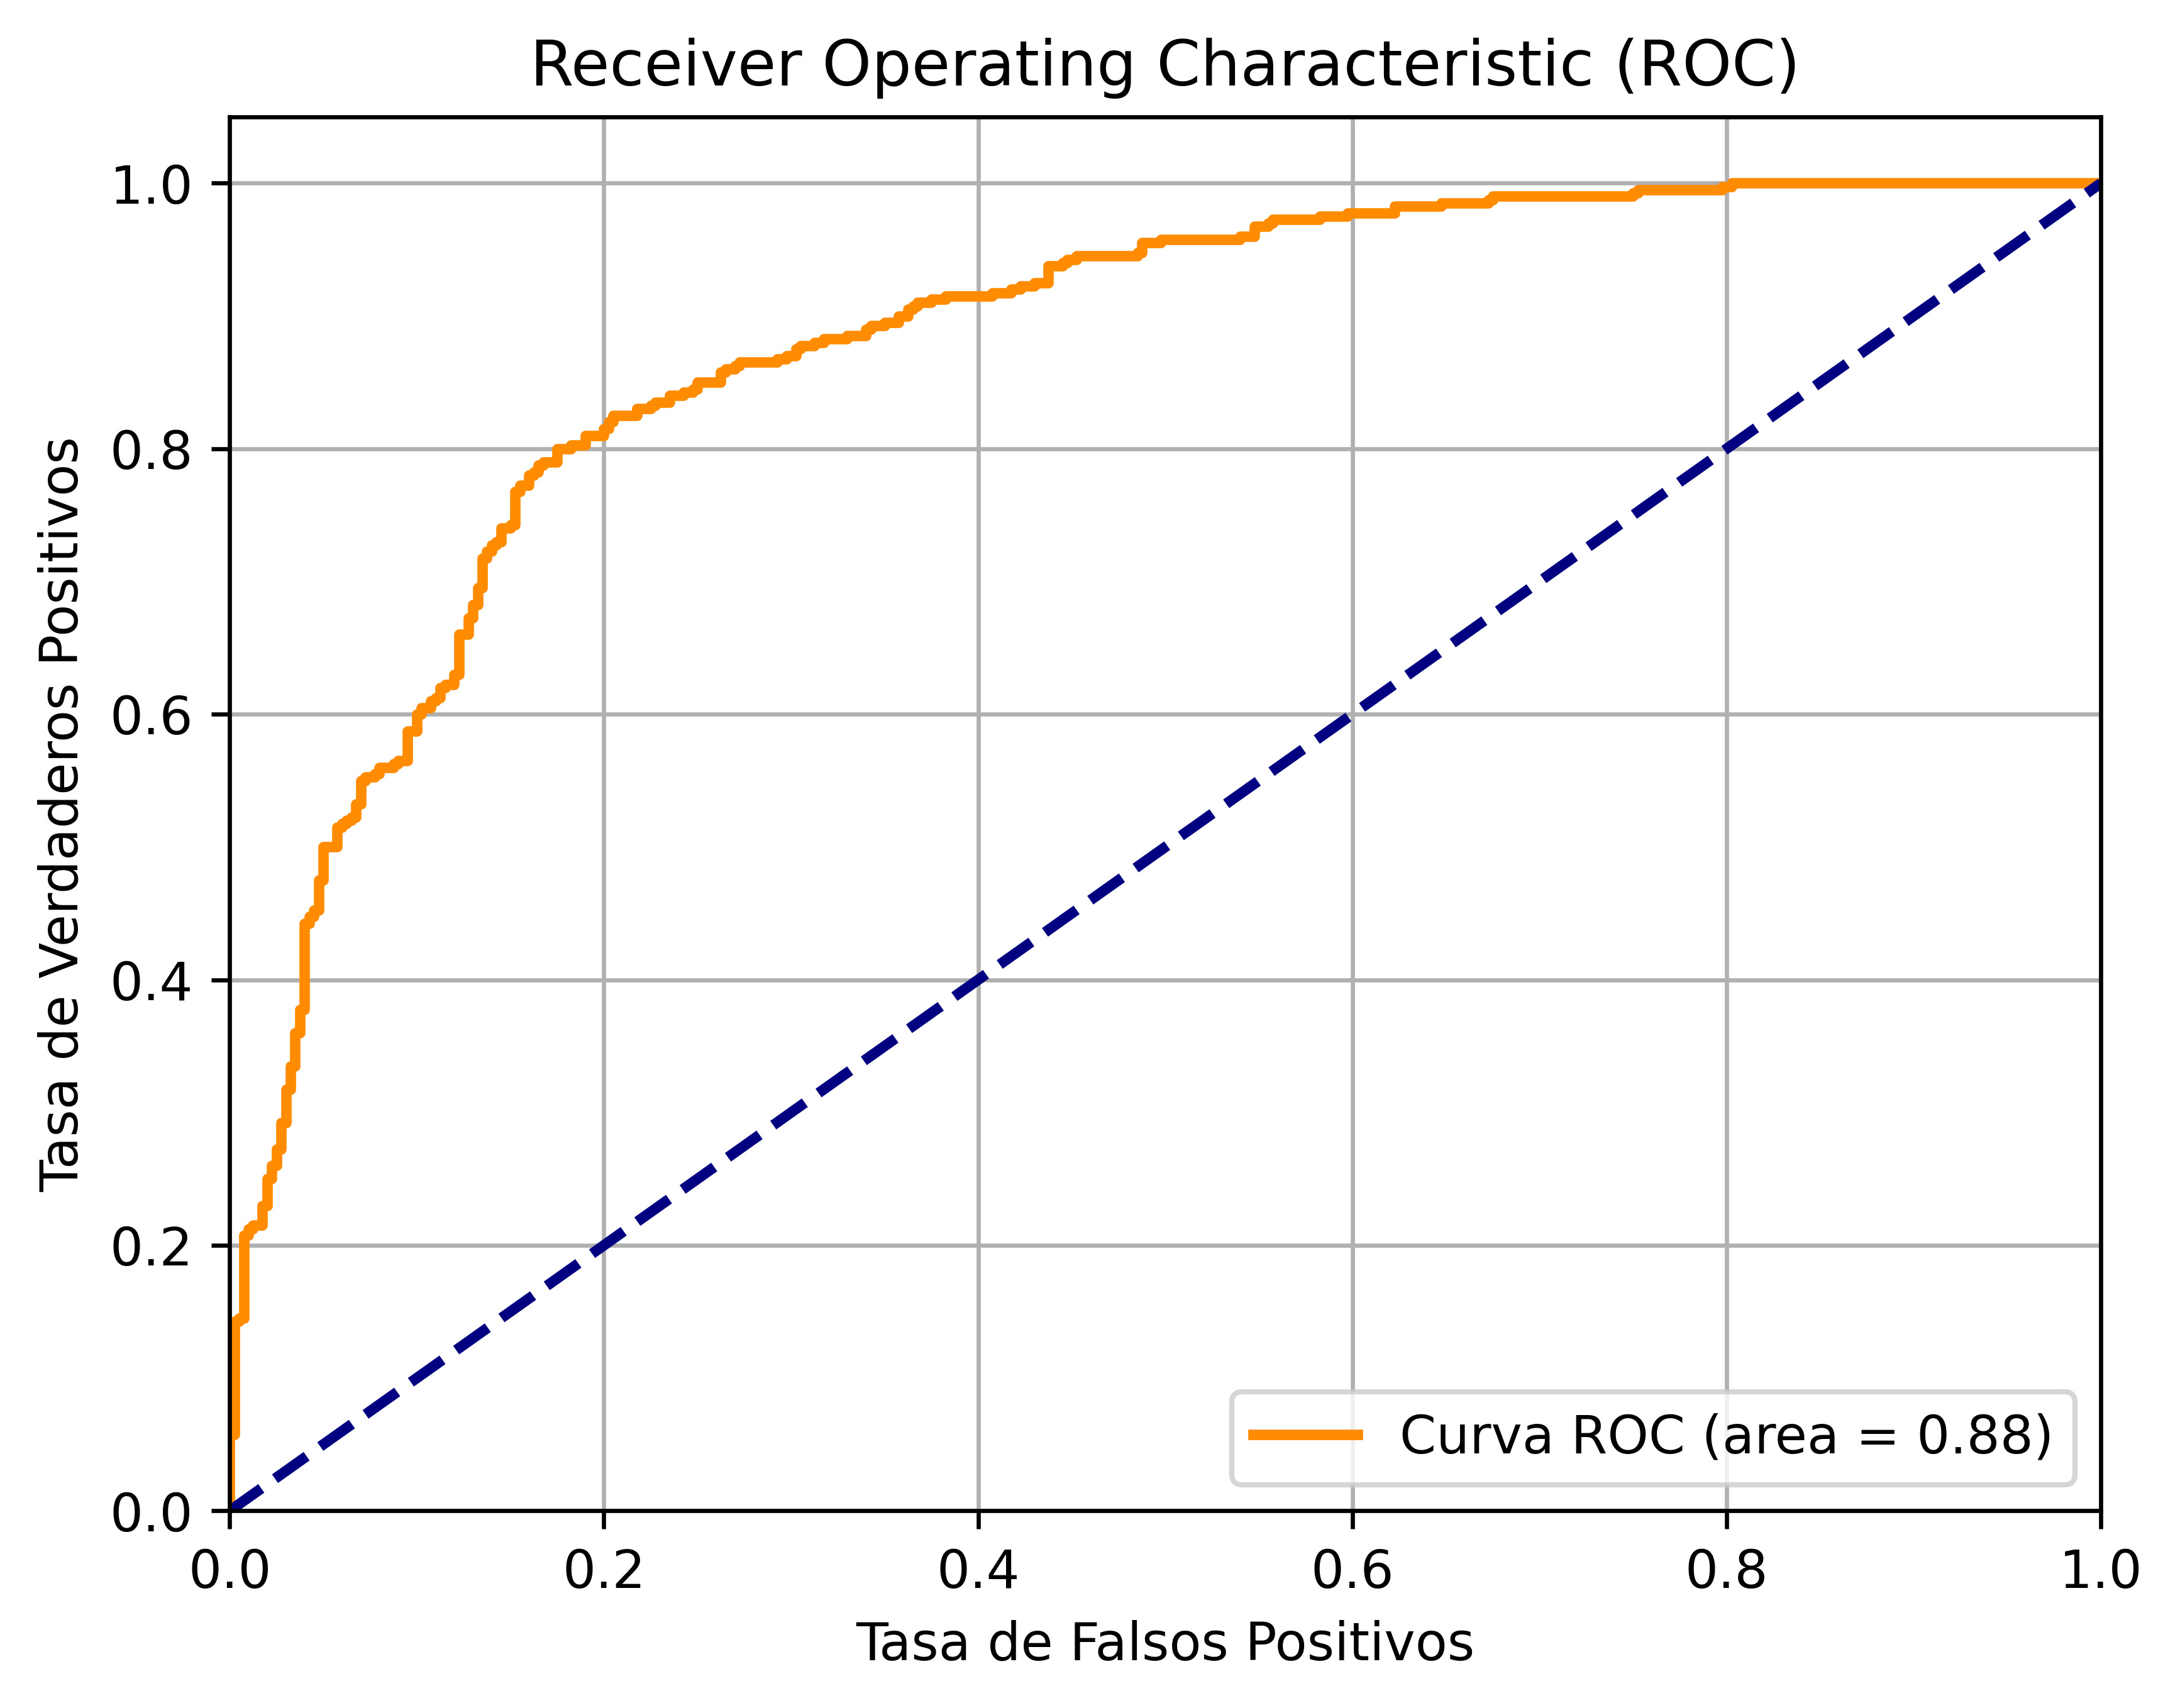 Receiver Operating Characteristic (ROC)
Tasa de Verdaderos Positivos
1.0
0.8
0.6
0.4
0.2
0.0
Curva ROC (area = 0.88)
0.0 0.2 0.4 0.6 0.8 1.0
Tasa de Falsos Positivos